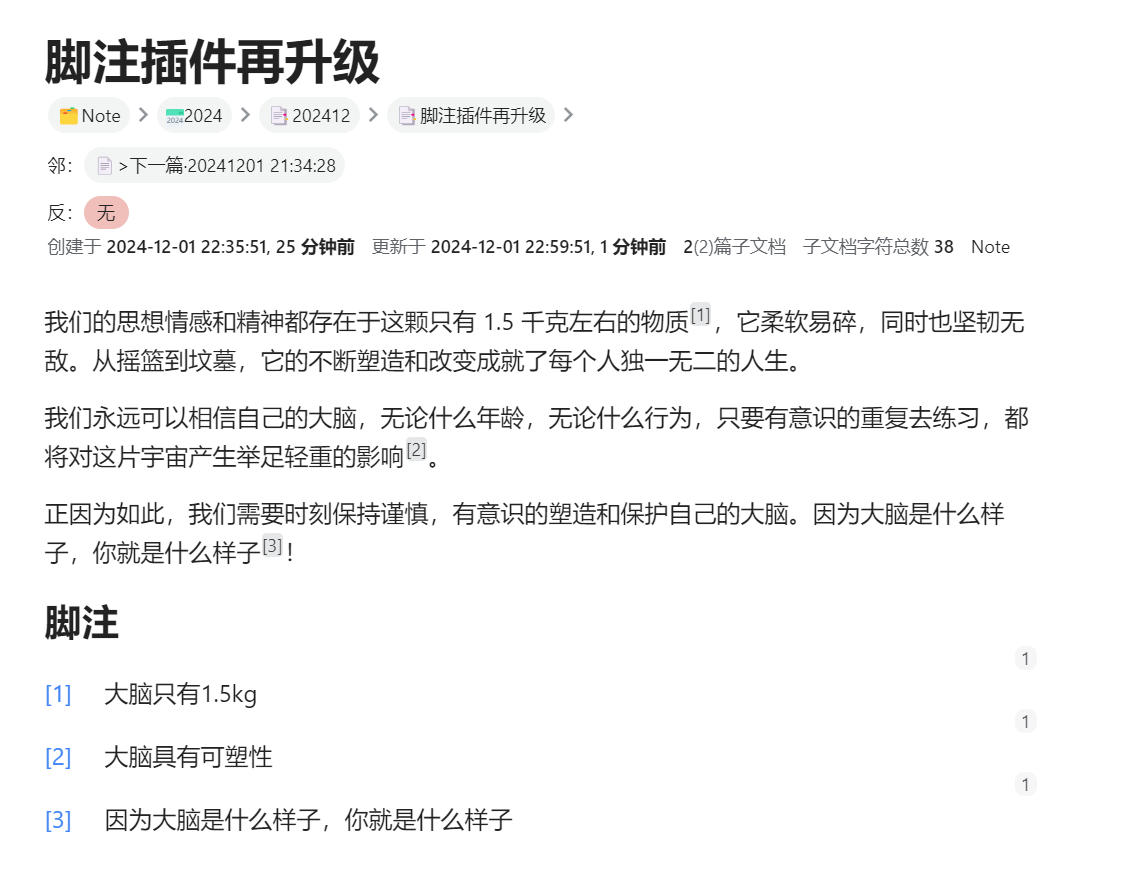 脚注插件再升级
Note > 2024 > 202412 > 脚注插件再升级 >
邻: >下一篇·20241201 21:34:28
反: 无
创建于 2024-12-01 22:35:51, 25 分钟前 更新于 2024-12-01 22:59:51, 1 分钟前 2(2)篇子文档 子文档字符总数 38 Note
我们的思想情感和精神都存在于这颗只有 1.5 千克左右的物质[1]，它柔软易碎，同时也坚韧无
敌。从摇篮到坟墓，它的不断塑造和改变成就了每个人独一无二的人生。
我们永远可以相信自己的大脑，无论什么年龄，无论什么行为，只要有意识的重复去练习，都
将对这片宇宙产生举足轻重的影响[2]。
正因为如此，我们需要时刻保持谨慎，有意识的塑造和保护自己的大脑。因为大脑是什么样
子，你就是什么样子[3]！
脚注
1
[1] 大脑只有1.5kg
1
[2] 大脑具有可塑性
1
[3] 因为大脑是什么样子，你就是什么样子